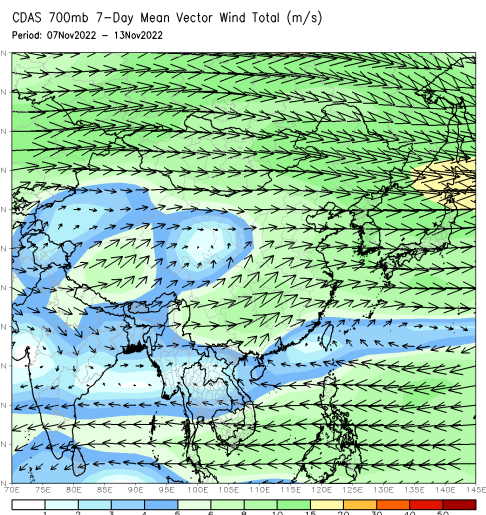 CDAS 700mb 7-Day Mean Vector Wind Total (m/s)
Period: 07Nov2022 - 13Nov2022
N
N
N
N
N
N
N
N
N
N
N
N
70E 75E 80E 85E 90E 95E 100E 105E 110E 115E 120E 125E 130E 135E 140E 145E
1 2 3 4 5 6 8 10 15 20 30 40 50